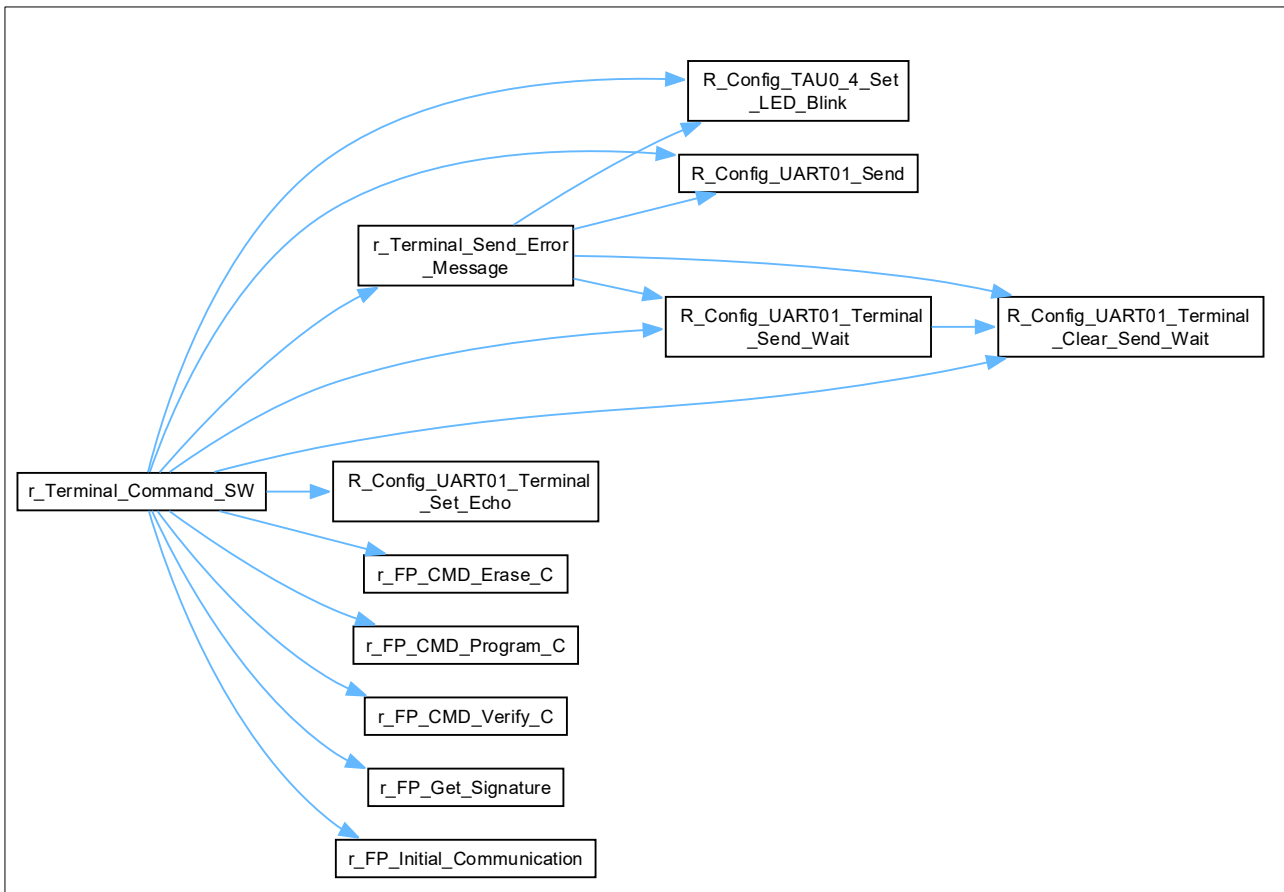 R_Config_TAU0_4_Set
_LED_Blink
R_Config_UART01_Send
r_Terminal_Send_Error
_Message
R_Config_UART01_Terminal
_Send_Wait
R_Config_UART01_Terminal
_Clear_Send_Wait
r_Terminal_Command_SW
R_Config_UART01_Terminal
_Set_Echo
r_FP_CMD_Erase_C
r_FP_CMD_Program_C
r_FP_CMD_Verify_C
r_FP_Get_Signature
r_FP_Initial_Communication